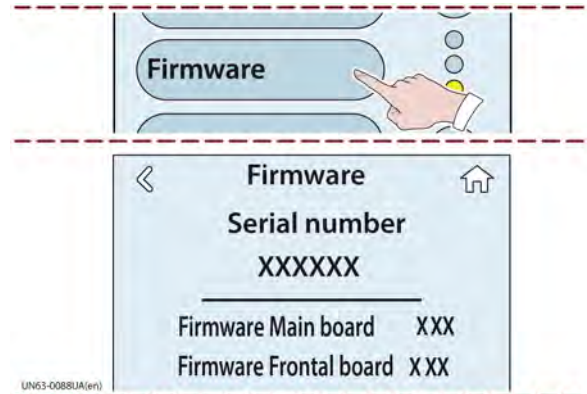 Firmware
Firmware
Serial number
XXXXXX
Firmware Main board XXX
Firmware Frontal board XXX
UN63-0088UA(en)